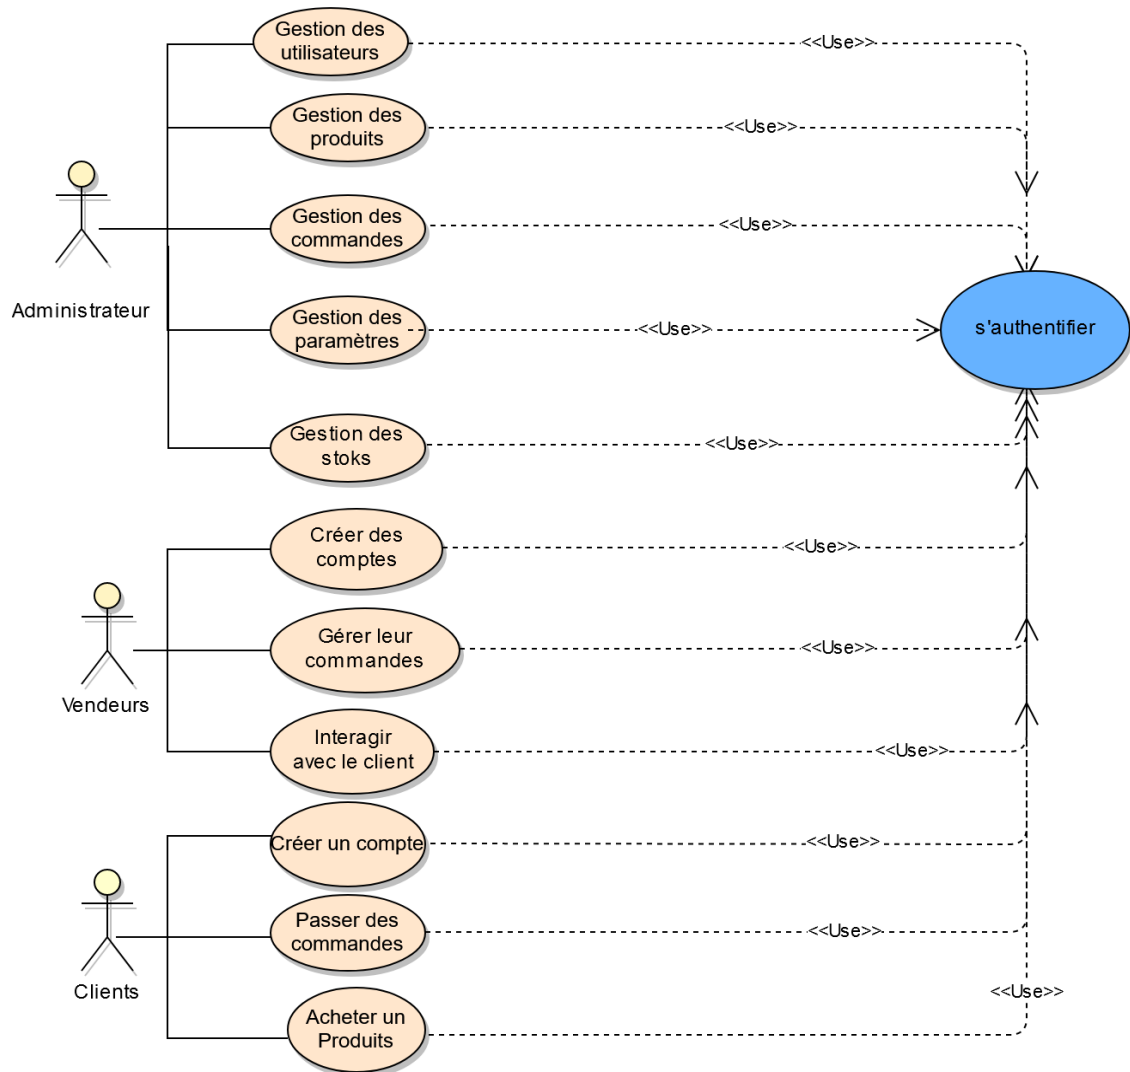 Gestion des
utilisateurs
<<Use>>
Gestion des
produits
<<Use>>
Gestion des
commandes
<<Use>>
Administrateur
Gestion des
paramètres
<<Use>>
s'authentifier
Gestion des
stoks
<<Use>>
Créer des
comptes
<<Use>>
Gérer leur
commandes
<<Use>>
Vendeurs
Interagir
avec le client
<<Use>>
Créer un compte
<<Use>>
Passer des
commandes
<<Use>>
Clients
<<Use>>
Acheter un
Produits